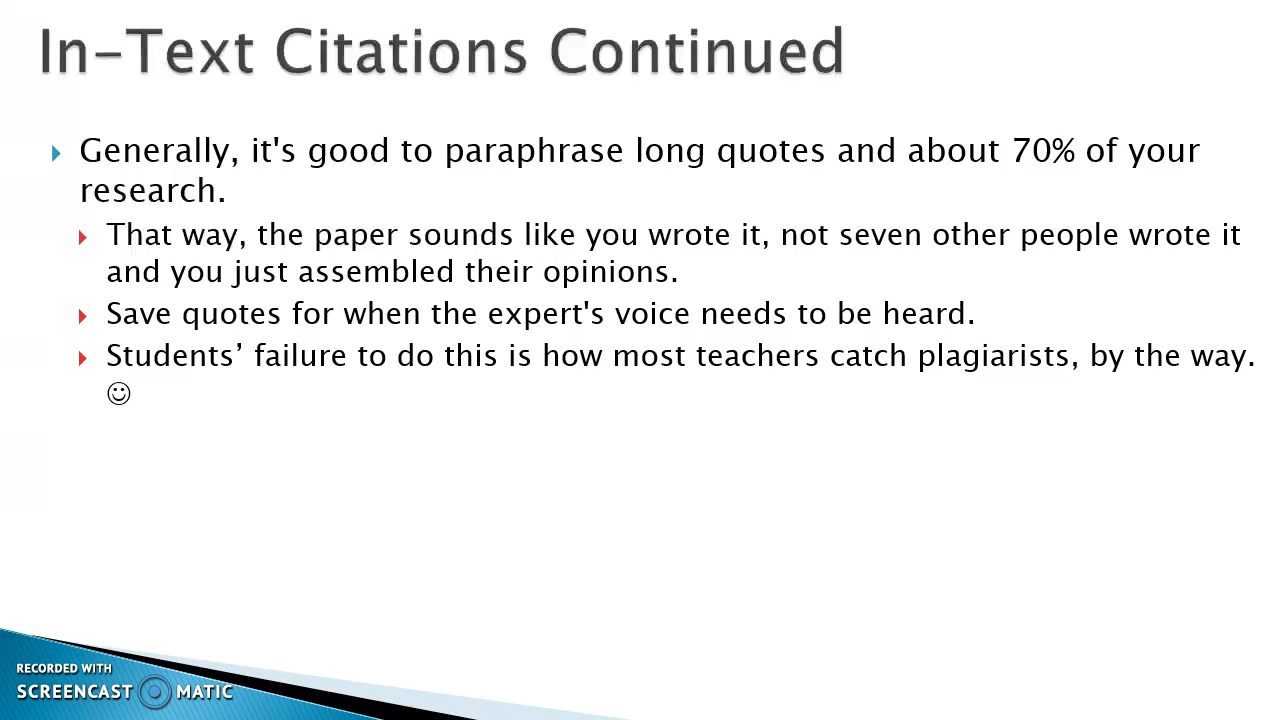 In-Text Citations Continued
Generally, it's good to paraphrase long quotes and about 70% of your
research.
That way, the paper sounds like you wrote it, not seven other people wrote it
and you just assembled their opinions.
Save quotes for when the expert's voice needs to be heard.
Students’ failure to do this is how most teachers catch plagiarists, by the way.
☺
RECORDED WITH
SCREENCAST MATIC